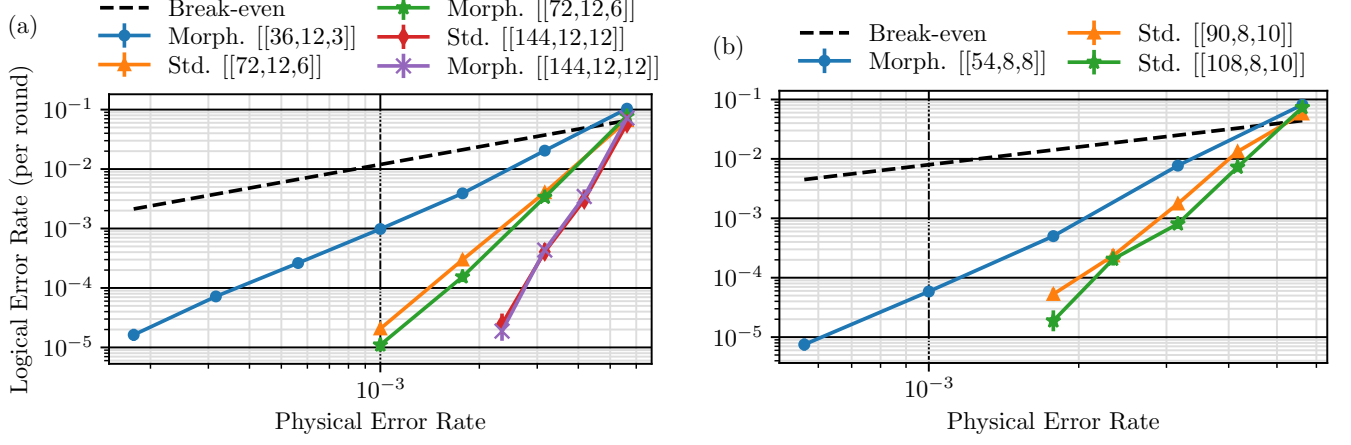 (a)
Break-even
Morph. [[36,12,3]]
Std. [[72,12,6]]
Morph. [[72,12,6]]
Std. [[144,12,12]]
Morph. [[144,12,12]]
Logical Error Rate (per round)
10⁻¹
10⁻²
10⁻³
10⁻⁴
10⁻⁵
10⁻³
Physical Error Rate
(b)
Break-even
Morph. [[54,8,8]]
Std. [[90,8,10]]
Std. [[108,8,10]]
10⁻¹
10⁻²
10⁻³
10⁻⁴
10⁻⁵
10⁻³
Physical Error Rate